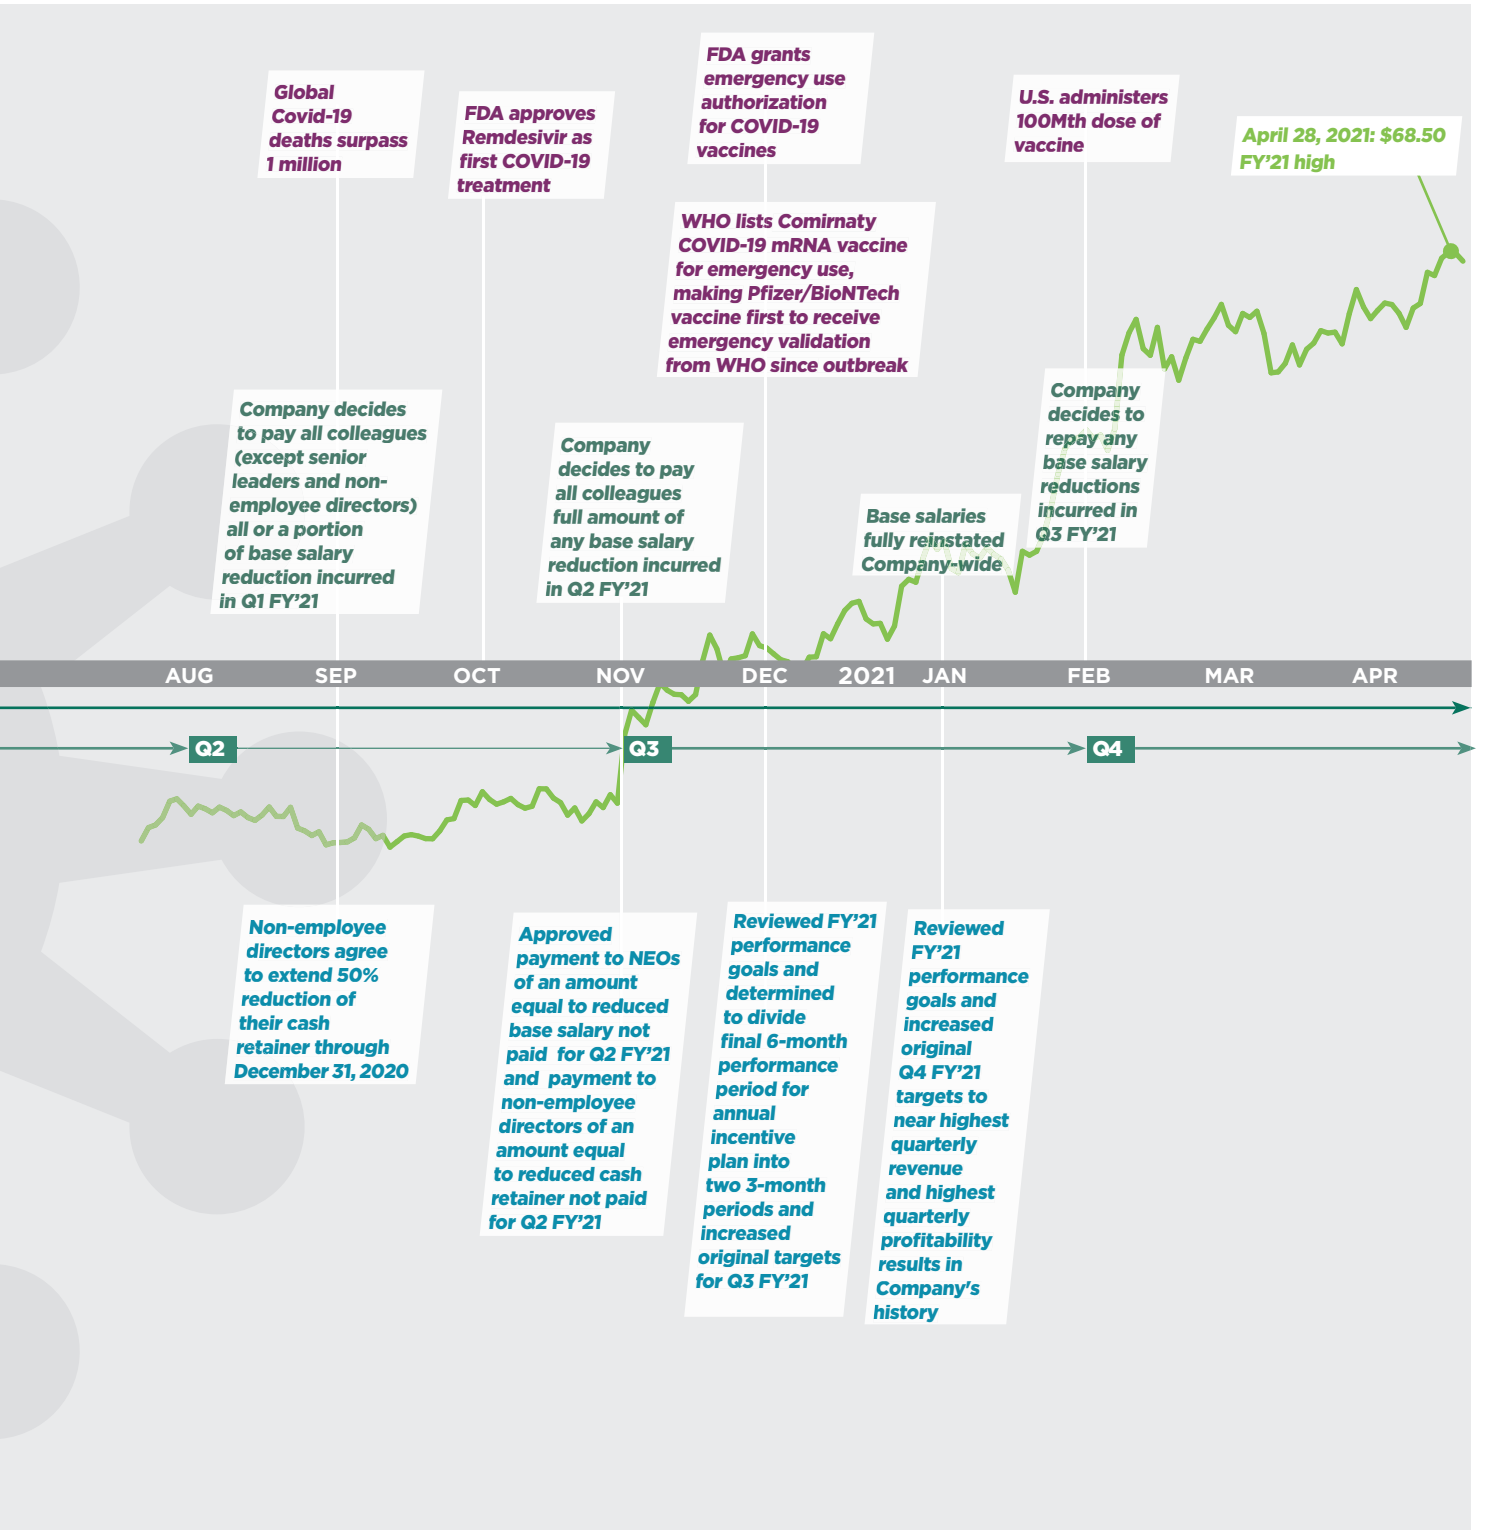 Global
Covid-19
deaths surpass
1 million
FDA approves
Remdesivir as
first COVID-19
treatment
FDA grants
emergency use
authorization
for COVID-19
vaccines
WHO lists Comirnaty
COVID-19 mRNA vaccine
for emergency use,
making Pfizer/BioNTech
vaccine first to receive
emergency validation
from WHO since outbreak
U.S. administers
100Mth dose of
vaccine
April 28, 2021: $68.50
FY'21 high
Company decides
to pay all colleagues
(except senior
leaders and non-
employee directors)
all or a portion
of base salary
reduction incurred
in Q1 FY'21
Company
decides to pay
all colleagues
full amount of
any base salary
reduction incurred
in Q2 FY'21
Base salaries
fully reinstated
Company-wide
Company
decides to
repay any
base salary
reductions
incurred in
Q3 FY'21
AUG SEP OCT NOV DEC 2021 JAN FEB MAR APR
Q2 Q3 Q4
Non-employee
directors agree
to extend 50%
reduction of
their cash
retainer through
December 31, 2020
Approved
payment to NEOs
of an amount
equal to reduced
base salary not
paid for Q2 FY'21
and payment to
non-employee
directors of an
amount equal
to reduced cash
retainer not paid
for Q2 FY'21
Reviewed FY'21
performance
goals and
determined
to divide
final 6-month
performance
period for
annual
incentive
plan into
two 3-month
periods and
increased
original targets
for Q3 FY'21
Reviewed
FY'21
performance
goals and
increased
original
Q4 FY'21
targets to
near highest
quarterly
revenue
and highest
quarterly
profitability
results in
Company's
history